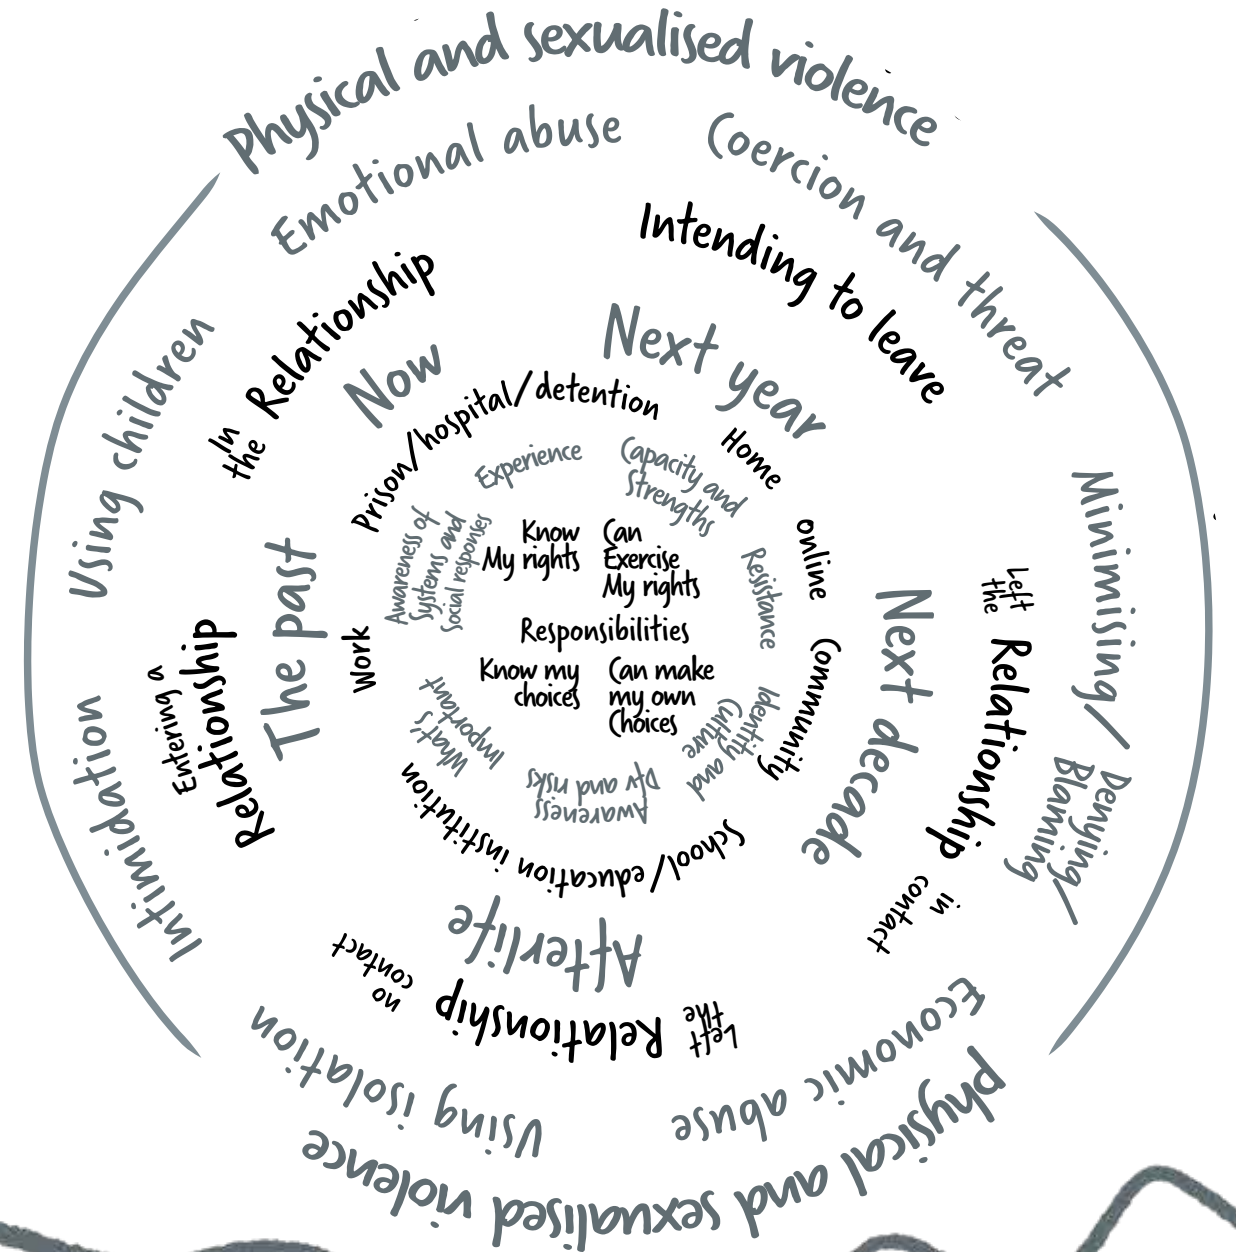 Physical and sexualised violence
Emotional abuse
Coercion and threat
Minimising/
Denying/
Blaming
Economic abuse
Using isolation
Intimidation
Using children
physical and sexualised violence
In
the Relationship
Intending to leave
Left
the Relationship
in
contact
Left
the Relationship
no
contact
Entering a
Relationship
Now
Next year
Next decade
Afterlife
The past
Prison/hospital/detention
Home
online
Community
School/education institution
Work
Experience
Capacity and
Strengths
Resistance
Identity and
Culture
Awareness
Dfv and risks
What's
Important
Awareness of
Systems and
Social responses
Know
My rights
Can
Exercise
My rights
Responsibilities
Know my
choices
Can make
my own
Choices